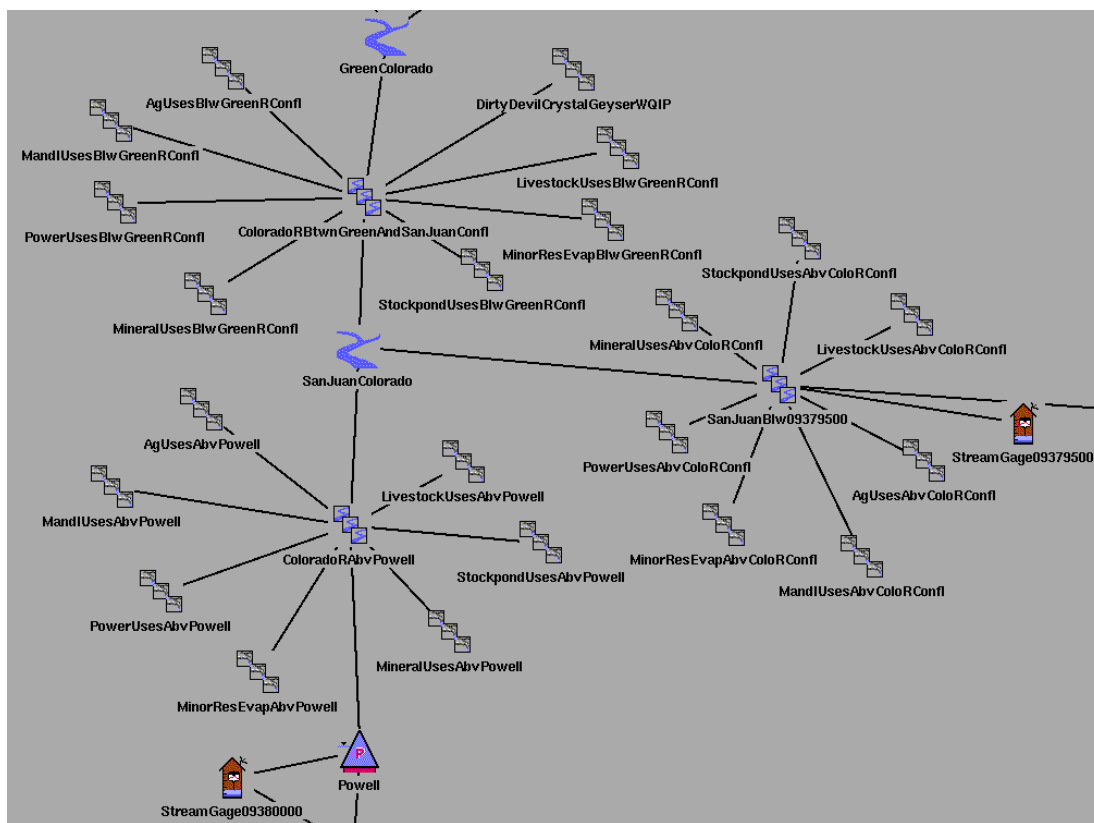 GreenColorado
AgUsesBlwGreenRConfl
DirtyDevilCrystalGeyserWQIP
MandIUsesBlwGreenRConfl
LivestockUsesBlwGreenRConfl
PowerUsesBlwGreenRConfl
ColoradoRBtwnGreenAndSanJuanConfl
MinorResEvapBlwGreenRConfl
StockpondUsesAbvColoRConfl
StockpondUsesBlwGreenRConfl
MineralUsesBlwGreenRConfl
MineralUsesAbvColoRConfl
LivestockUsesAbvColoRConfl
SanJuanColorado
SanJuanBlw09379500
AgUsesAbvPowell
StreamGage09379500
PowerUsesAbvColoRConfl
LivestockUsesAbvPowell
AgUsesAbvColoRConfl
MandIUsesAbvPowell
ColoradoRAbvPowell
MinorResEvapAbvColoRConfl
StockpondUsesAbvPowell
MandIUsesAbvColoRConfl
PowerUsesAbvPowell
MineralUsesAbvPowell
MinorResEvapAbvPowell
P
Powell
StreamGage09380000